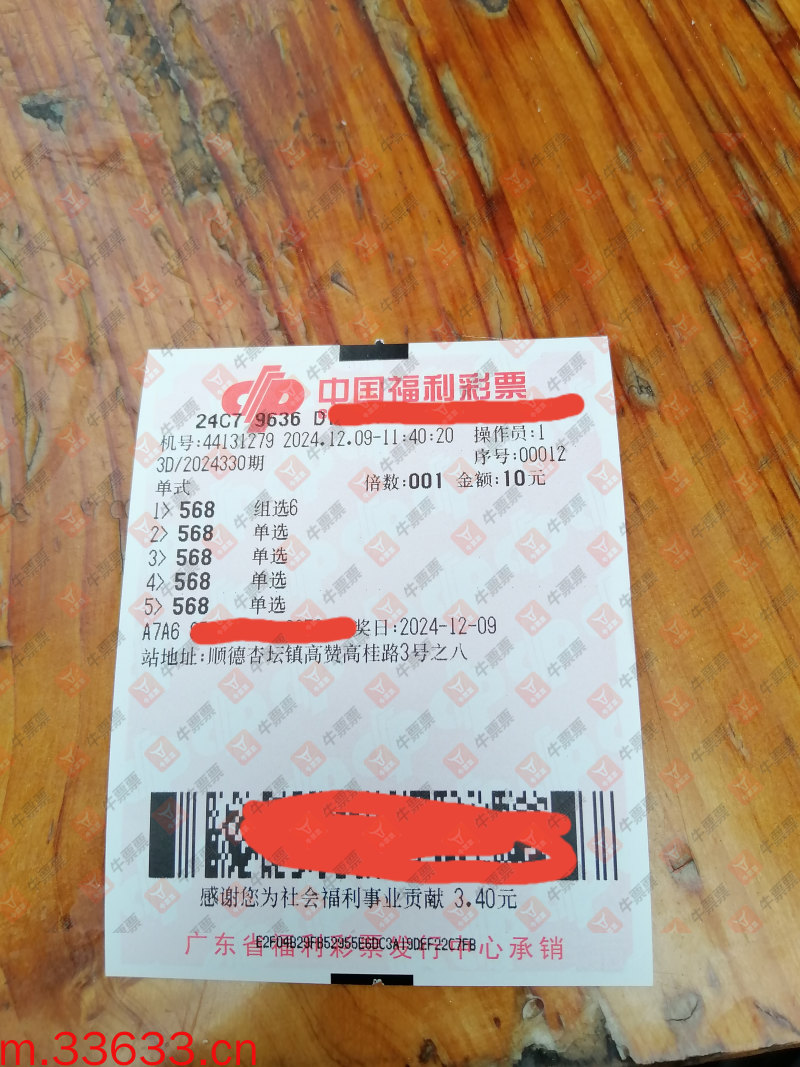 中国福利彩票
24C7 9636
机号:44131279 2024.12.09-11:40:20 操作员:1
3D/2024330期 序号:00012
单式 倍数:001 金额:10元
1> 568 组选6
2> 568 单选
3> 568 单选
4> 568 单选
5> 568 单选
A7A6 奖日:2024-12-09
站地址:顺德杏坛镇高赞高桂路3号之八
感谢您为社会福利事业贡献 3.40元
广东省福利彩票发行中心承销
m.33633.cn
牛票票